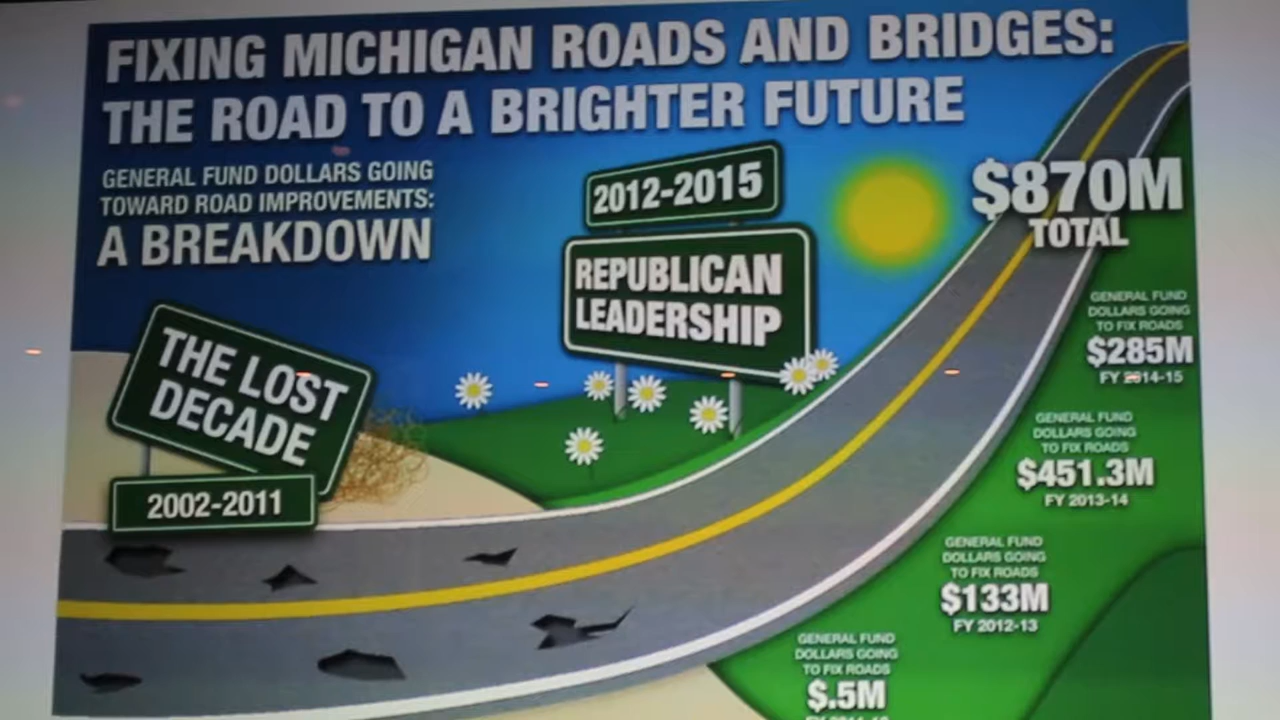 FIXING MICHIGAN ROADS AND BRIDGES:
THE ROAD TO A BRIGHTER FUTURE
GENERAL FUND DOLLARS GOING
TOWARD ROAD IMPROVEMENTS:
A BREAKDOWN
THE LOST
DECADE
2002-2011
2012-2015
REPUBLICAN
LEADERSHIP
$870M
TOTAL
GENERAL FUND
DOLLARS GOING
TO FIX ROADS
$285M
FY 2014-15
GENERAL FUND
DOLLARS GOING
TO FIX ROADS
$451.3M
FY 2013-14
GENERAL FUND
DOLLARS GOING
TO FIX ROADS
$133M
FY 2012-13
GENERAL FUND
DOLLARS GOING
TO FIX ROADS
$.5M